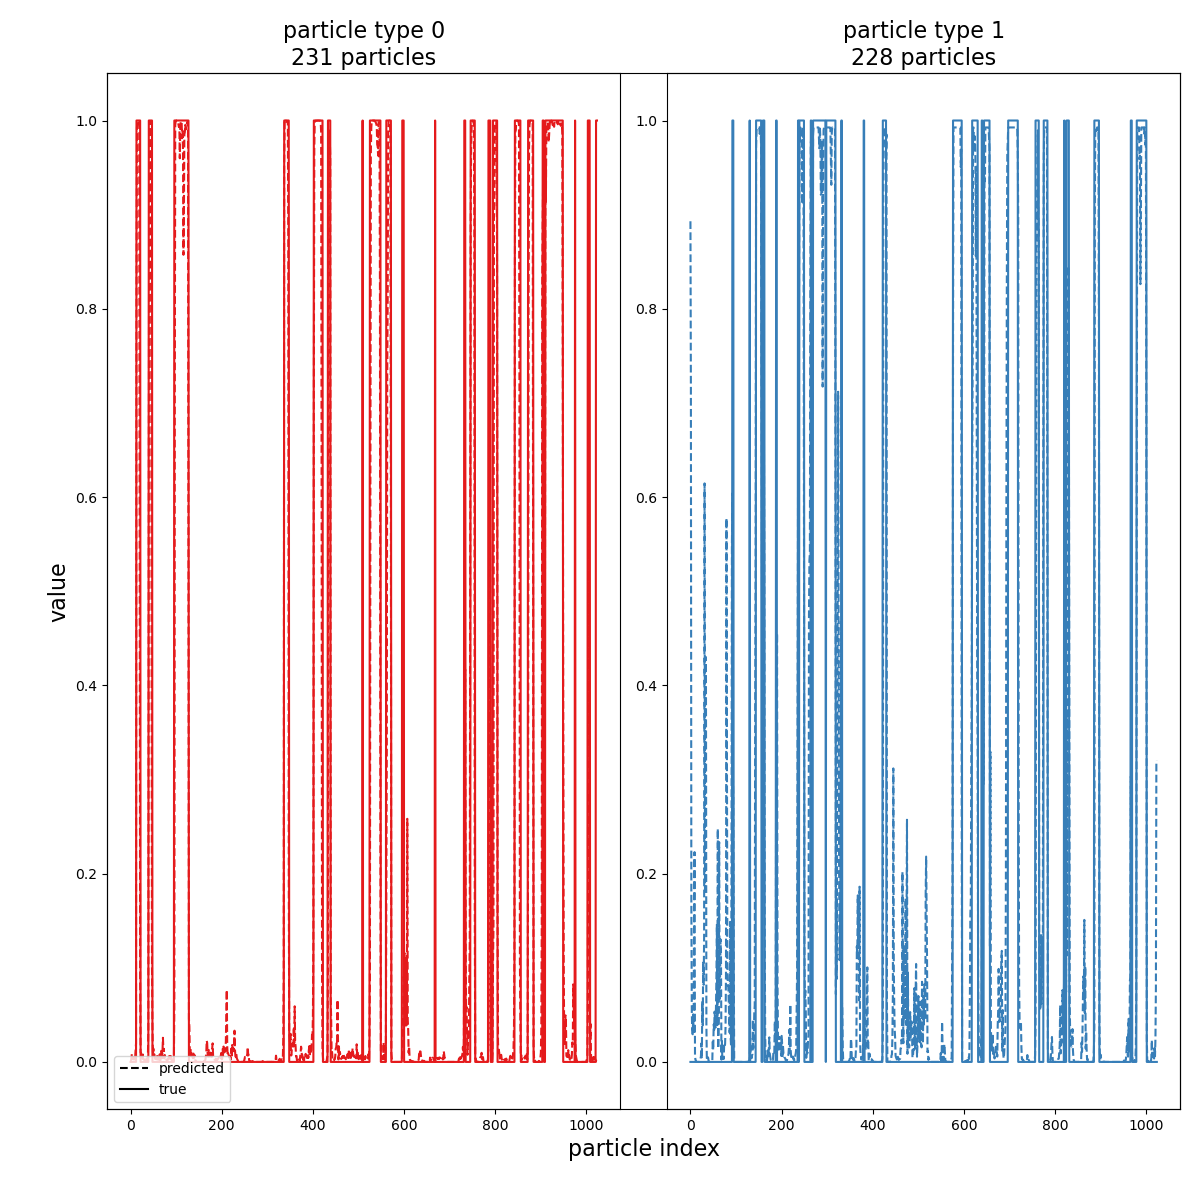 particle type 0
231 particles
particle type 1
228 particles
1.0
0.8
0.6
0.4
0.2
0.0
value
predicted
true
0 200 400 600 800 1000
1.0
0.8
0.6
0.4
0.2
0.0
0 200 400 600 800 1000
particle index